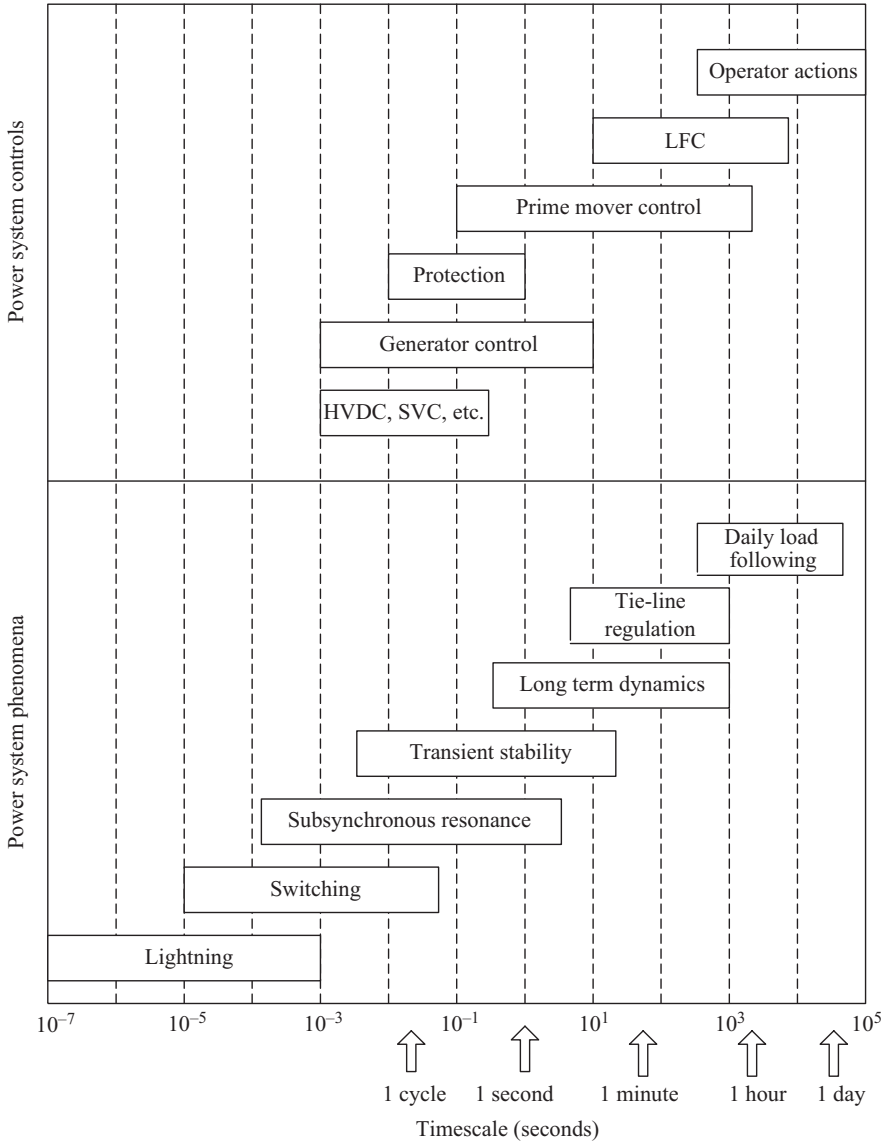 Power system controls
Operator actions
LFC
Prime mover control
Protection
Generator control
HVDC, SVC, etc.
Power system phenomena
Daily load
following
Tie-line
regulation
Long term dynamics
Transient stability
Subsynchronous resonance
Switching
Lightning
10⁻⁷ 10⁻⁵ 10⁻³ 10⁻¹ 10¹ 10³ 10⁵
1 cycle 1 second 1 minute 1 hour 1 day
Timescale (seconds)